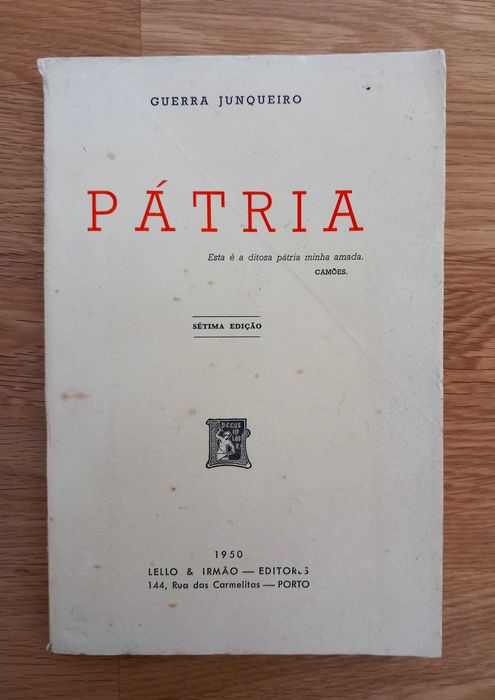 GUERRA JUNQUEIRO
PÁTRIA
Esta é a ditosa pátria minha amada.
CAMÕES.
SÉTIMA EDIÇÃO
1950
LELLO & IRMÃO — EDITORES
144, Rua das Carmelitas — PORTO